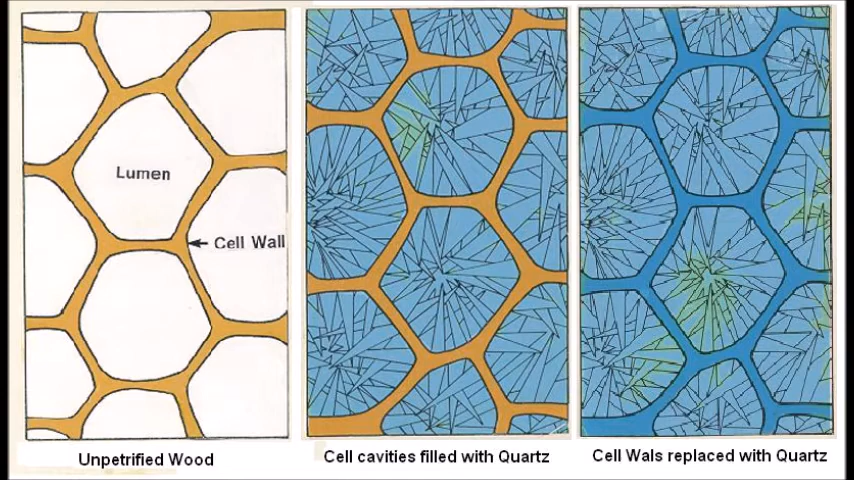 Lumen
Cell Wall
Unpetrified Wood
Cell cavities filled with Quartz
Cell Wals replaced with Quartz